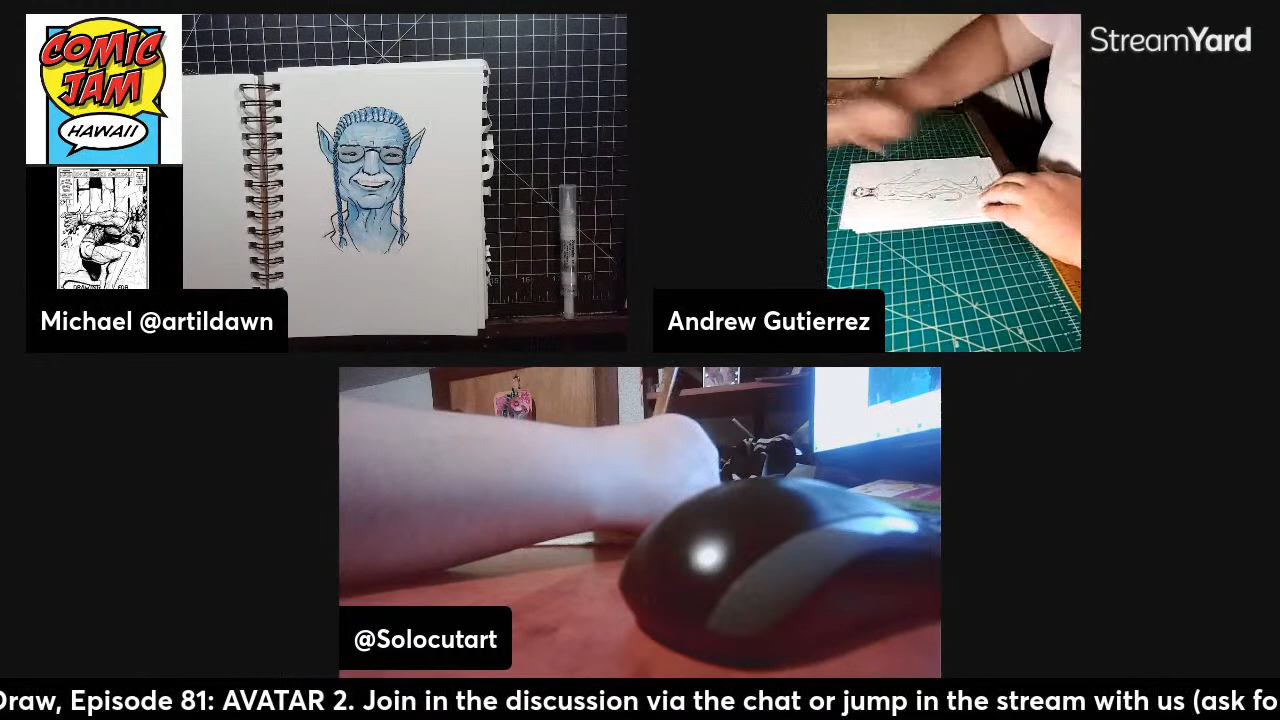 COMIC
JAM
HAWAII
StreamYard
Michael @artildawn
Andrew Gutierrez
@Solocutart
Draw, Episode 81: AVATAR 2. Join in the discussion via the chat or jump in the stream with us (ask fo